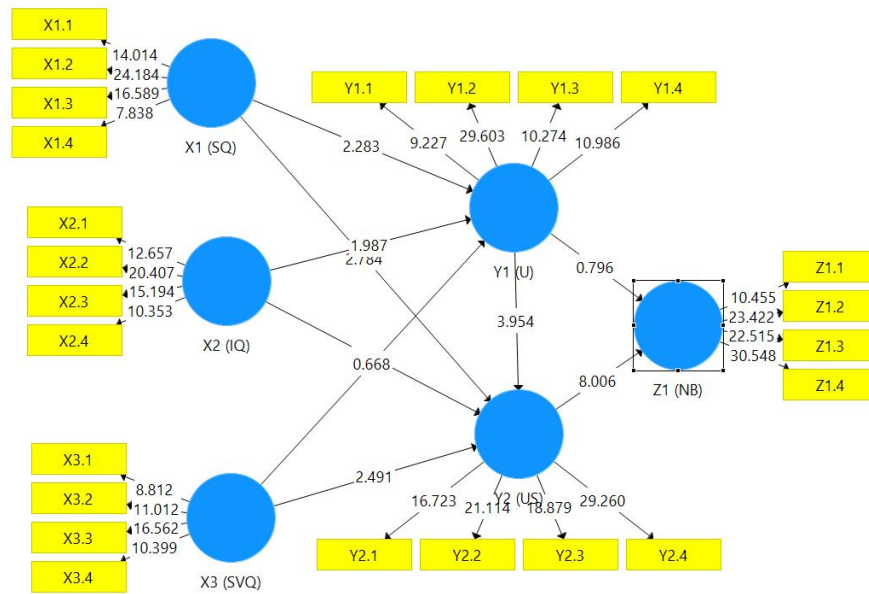 X1.1
X1.2
X1.3
X1.4
14.014
24.184
16.589
7.838
X1 (SQ)
Y1.1
Y1.2
Y1.3
Y1.4
9.227
29.603
10.274
10.986
2.283
X2.1
X2.2
X2.3
X2.4
12.657
20.407
15.194
10.353
X2 (IQ)
1.987
2.784
Y1 (U)
0.796
3.954
0.668
8.006
Z1 (NB)
10.455
23.422
22.515
30.548
Z1.1
Z1.2
Z1.3
Z1.4
X3.1
X3.2
X3.3
X3.4
8.812
11.012
16.562
10.399
X3 (SVQ)
2.491
Y2 (US)
16.723
21.114
18.879
29.260
Y2.1
Y2.2
Y2.3
Y2.4